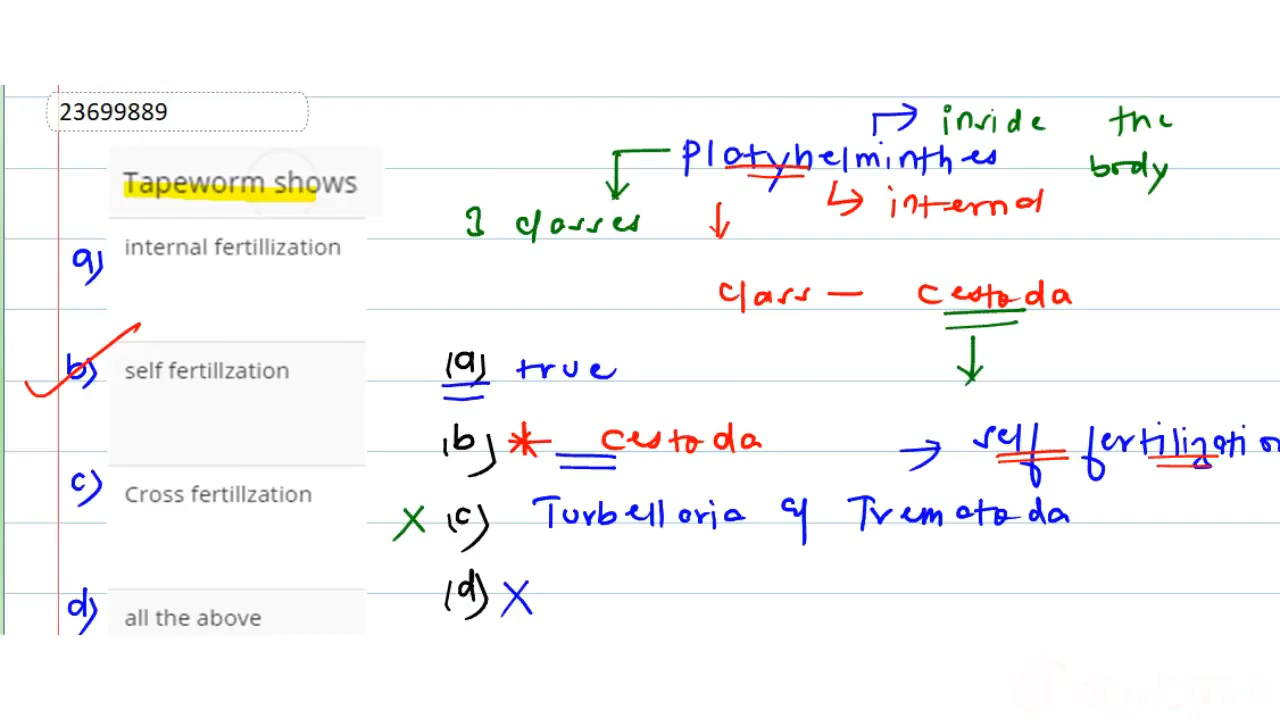 23699889
Tapeworm shows
a) internal fertillization
b) self fertillzation
c) Cross fertillzation
d) all the above
inside the body
Platyhelminthes
internal
3 classes
class — cestoda
(a) true
(b) * cestoda → self fertilization
X (c) Turbelloria & Trematoda
(d) X